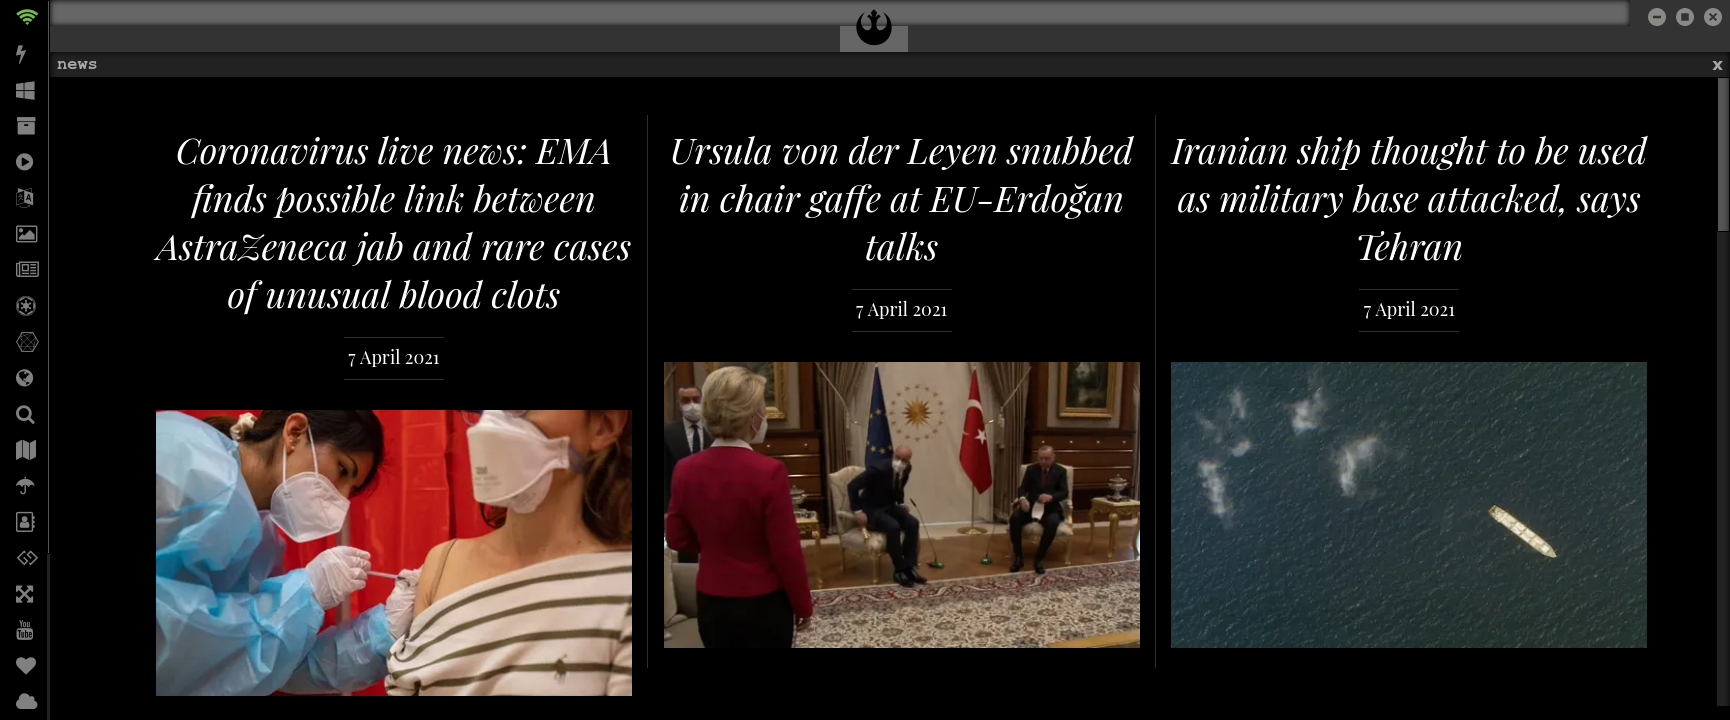 news
x
Coronavirus live news: EMA
finds possible link between
AstraZeneca jab and rare cases
of unusual blood clots
7 April 2021
Ursula von der Leyen snubbed
in chair gaffe at EU-Erdoğan
talks
7 April 2021
Iranian ship thought to be used
as military base attacked, says
Tehran
7 April 2021
You
Tube